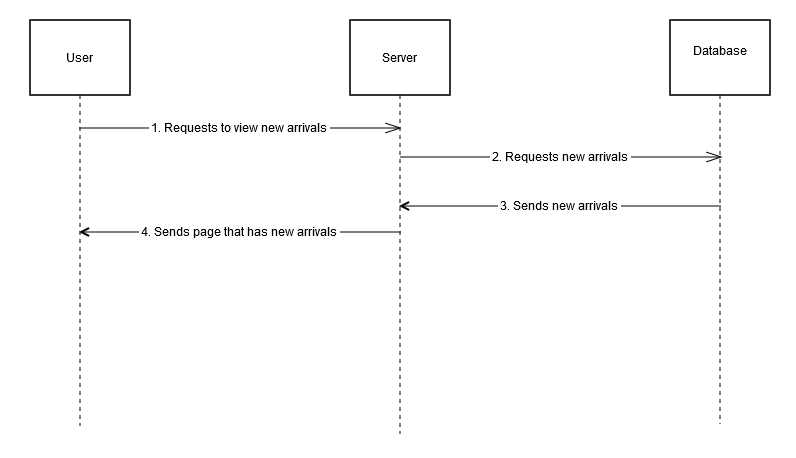 User
Server
Database
1. Requests to view new arrivals
2. Requests new arrivals
3. Sends new arrivals
4. Sends page that has new arrivals